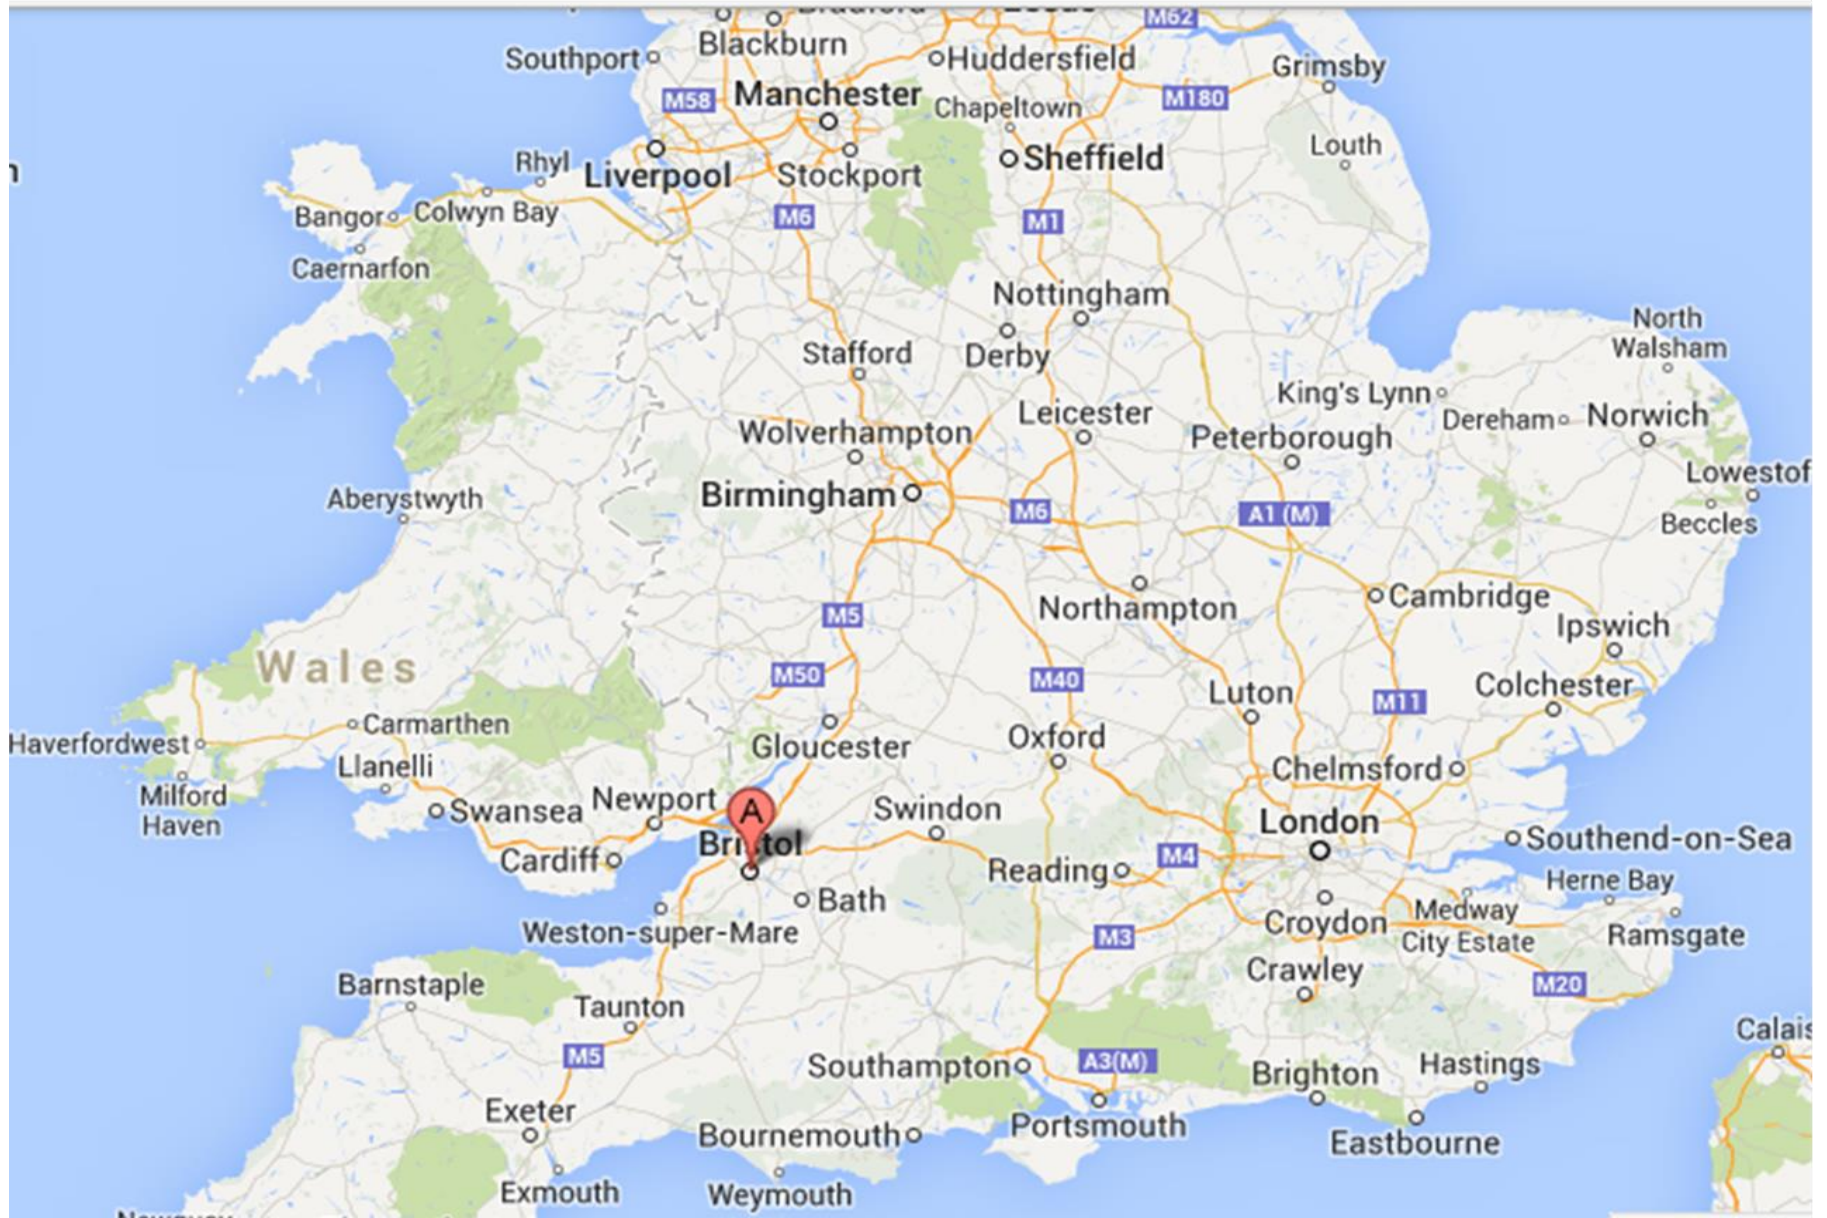 M62
Blackburn
Southport
Huddersfield
Grimsby
M58
Manchester
Chapeltown
M180
Louth
Rhyl
Liverpool
Stockport
Sheffield
Bangor
Colwyn Bay
M6
M1
Caernarfon
Nottingham
North
Walsham
Stafford
Derby
King's Lynn
Leicester
Dereham
Norwich
Wolverhampton
Peterborough
Lowestof
Birmingham
Aberystwyth
M6
A1 (M)
Beccles
Cambridge
Northampton
M5
Ipswich
Wales
M50
M40
Luton
M11
Colchester
Carmarthen
Haverfordwest
Gloucester
Oxford
Llanelli
Chelmsford
Milford
Haven
Swansea
Newport
A
Swindon
London
Bristol
Southend-on-Sea
Cardiff
Reading
M4
Herne Bay
Bath
Medway
City Estate
Croydon
Weston-super-Mare
M3
Ramsgate
Barnstaple
Crawley
M20
Taunton
Calais
M5
Southampton
A3(M)
Brighton
Hastings
Exeter
Bournemouth
Portsmouth
Eastbourne
Exmouth
Weymouth